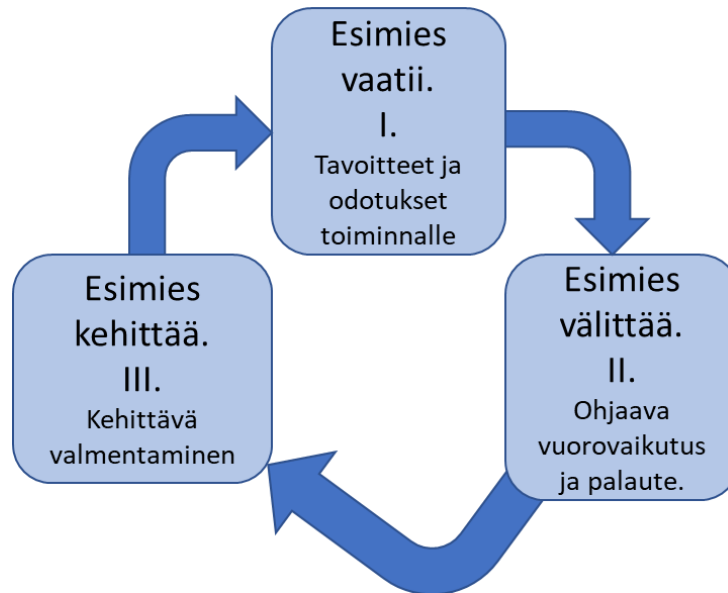 Esimies
vaatii.
I.
Tavoitteet ja
odotukset
toiminnalle
Esimies
välittää.
II.
Ohjaava
vuorovaikutus
ja palaute.
Esimies
kehittää.
III.
Kehittävä
valmentaminen